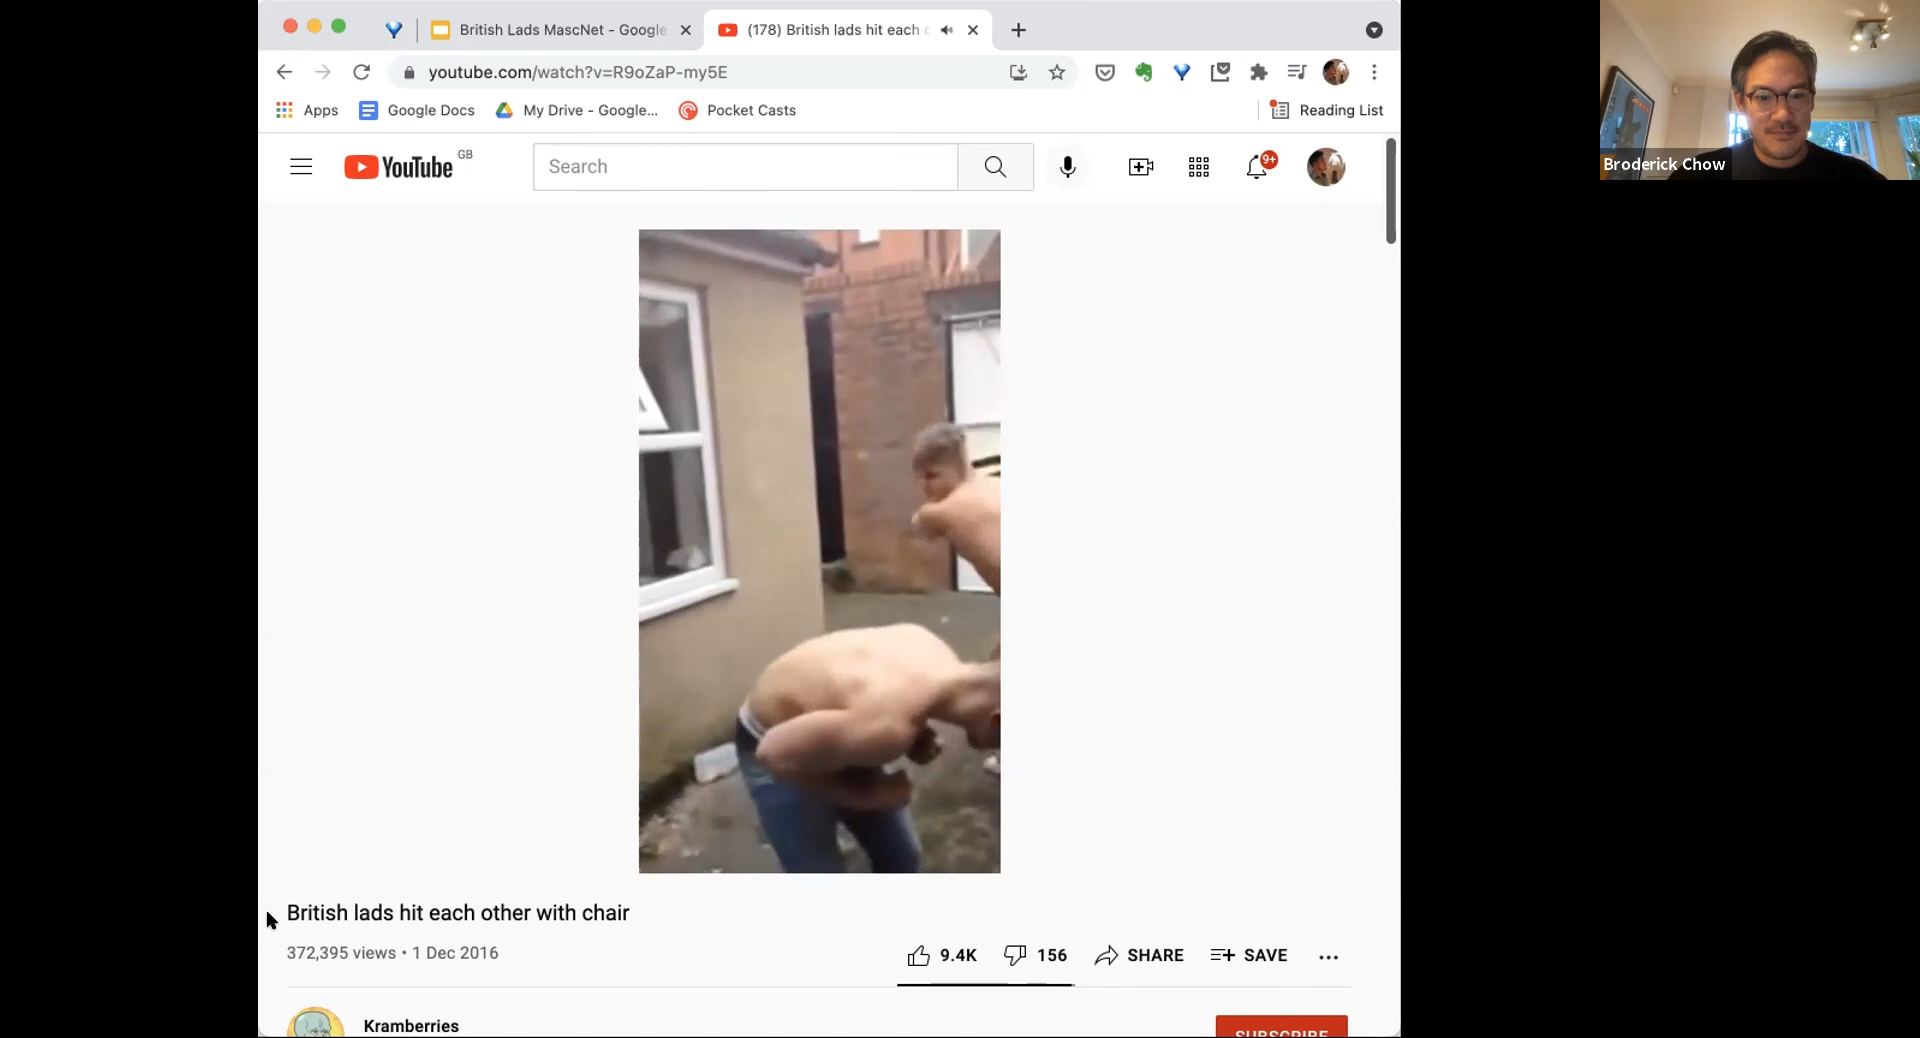 British Lads MascNet - Google
(178) British lads hit each o
youtube.com/watch?v=R9oZaP-my5E
Apps
Google Docs
My Drive - Google...
Pocket Casts
Reading List
YouTube GB
Search
9+
Broderick Chow
British lads hit each other with chair
372,395 views • 1 Dec 2016
9.4K
156
SHARE
SAVE
Kramberries
SUBSCRIBE